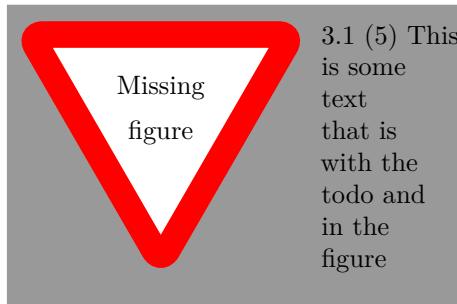 Missing
figure
3.1 (5) This
is some
text
that is
with the
todo and
in the
figure